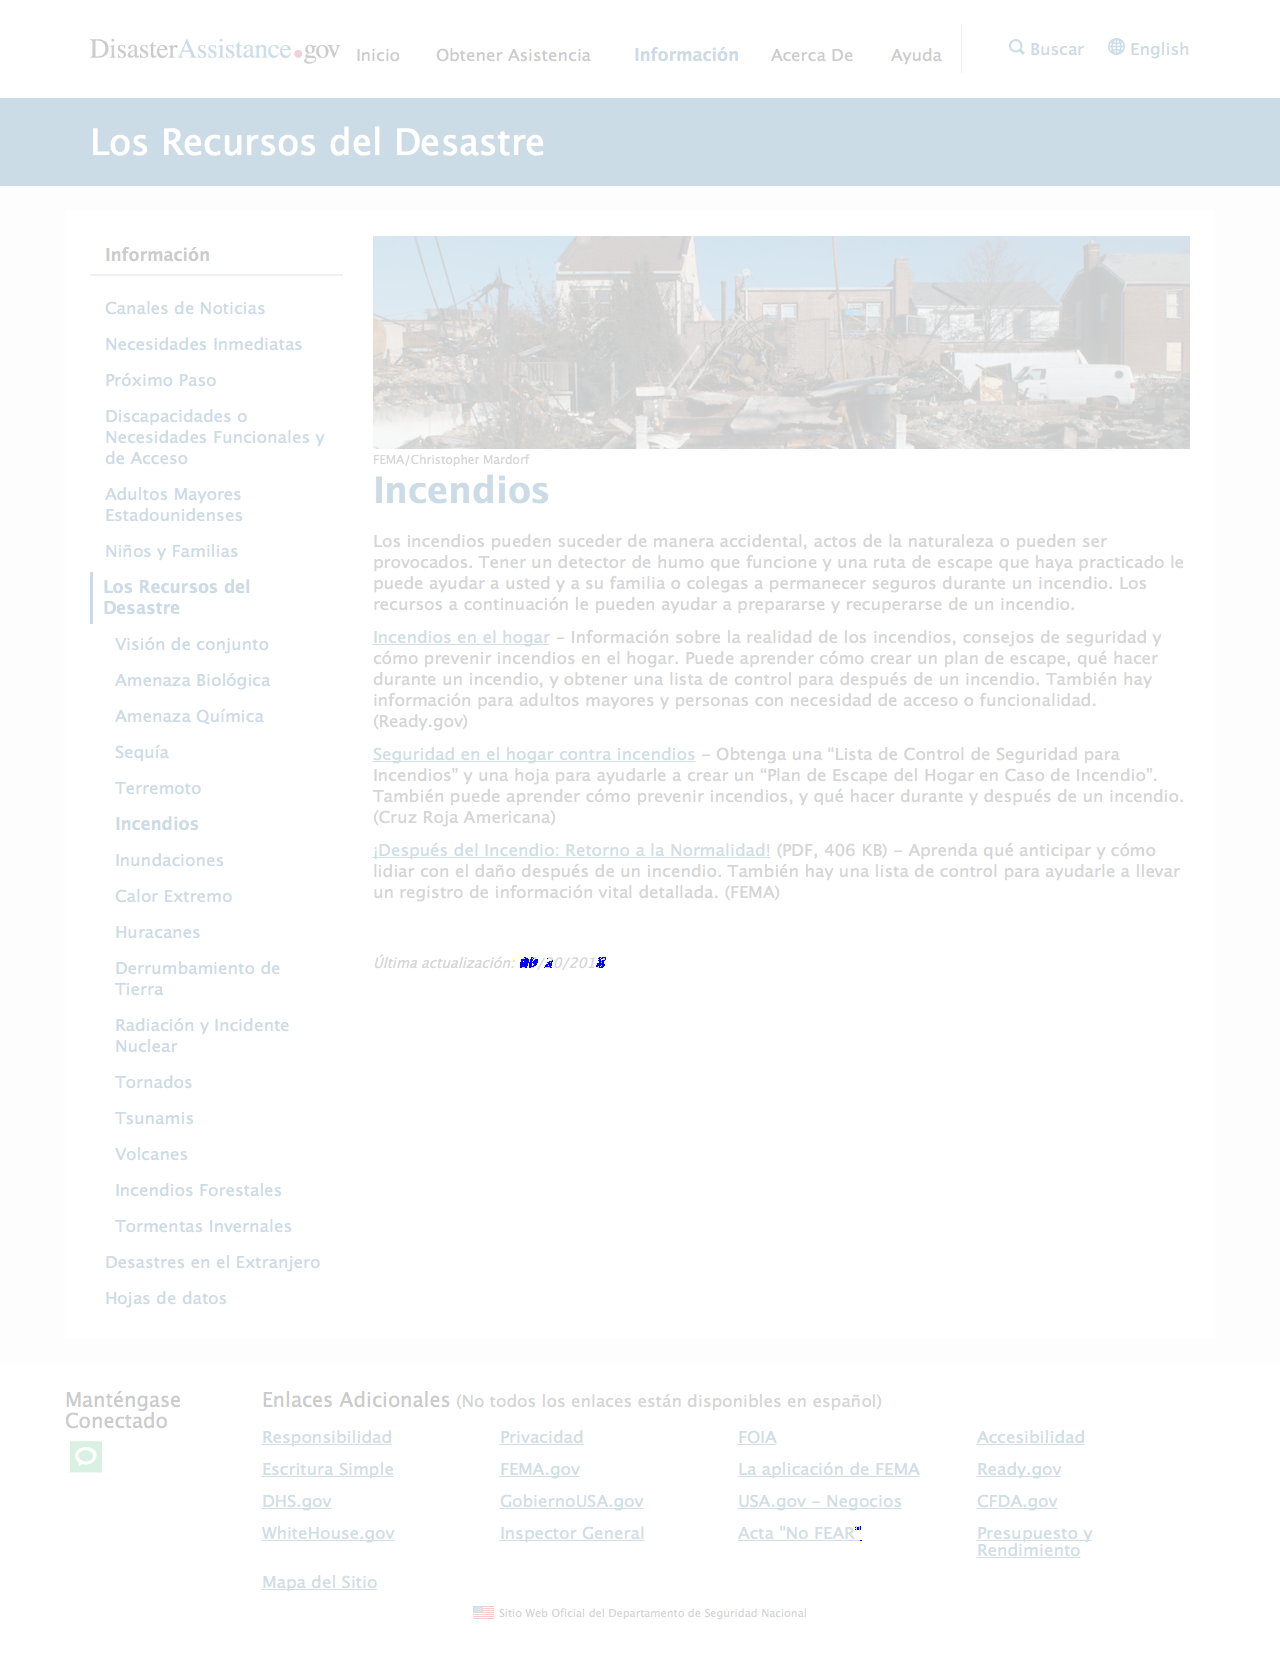 DisasterAssistance.gov Inicio Obtener Asistencia Información Acerca De Ayuda Buscar English
Los Recursos del Desastre
Información
Canales de Noticias
Necesidades Inmediatas
Próximo Paso
Discapacidades o
Necesidades Funcionales y
de Acceso
Adultos Mayores
Estadounidenses
Niños y Familias
Los Recursos del
Desastre
Visión de conjunto
Amenaza Biológica
Amenaza Química
Sequía
Terremoto
Incendios
Inundaciones
Calor Extremo
Huracanes
Derrumbamiento de
Tierra
Radiación y Incidente
Nuclear
Tornados
Tsunamis
Volcanes
Incendios Forestales
Tormentas Invernales
Desastres en el Extranjero
Hojas de datos
FEMA/Christopher Mardorf
Incendios
Los incendios pueden suceder de manera accidental, actos de la naturaleza o pueden ser
provocados. Tener un detector de humo que funcione y una ruta de escape que haya practicado le
puede ayudar a usted y a su familia o colegas a permanecer seguros durante un incendio. Los
recursos a continuación le pueden ayudar a prepararse y recuperarse de un incendio.
Incendios en el hogar – Información sobre la realidad de los incendios, consejos de seguridad y
cómo prevenir incendios en el hogar. Puede aprender cómo crear un plan de escape, qué hacer
durante un incendio, y obtener una lista de control para después de un incendio. También hay
información para adultos mayores y personas con necesidad de acceso o funcionalidad.
(Ready.gov)
Seguridad en el hogar contra incendios – Obtenga una “Lista de Control de Seguridad para
Incendios” y una hoja para ayudarle a crear un “Plan de Escape del Hogar en Caso de Incendio”.
También puede aprender cómo prevenir incendios, y qué hacer durante y después de un incendio.
(Cruz Roja Americana)
¡Después del Incendio: Retorno a la Normalidad! (PDF, 406 KB) – Aprenda qué anticipar y cómo
lidiar con el daño después de un incendio. También hay una lista de control para ayudarle a llevar
un registro de información vital detallada. (FEMA)
Última actualización:
Manténgase
Conectado
Enlaces Adicionales (No todos los enlaces están disponibles en español)
Responsibilidad Privacidad FOIA Accesibilidad
Escritura Simple FEMA.gov La aplicación de FEMA Ready.gov
DHS.gov GobiernoUSA.gov USA.gov – Negocios CFDA.gov
WhiteHouse.gov Inspector General Acta "No FEAR" Presupuesto y
Rendimiento
Mapa del Sitio
Sitio Web Oficial del Departamento de Seguridad Nacional